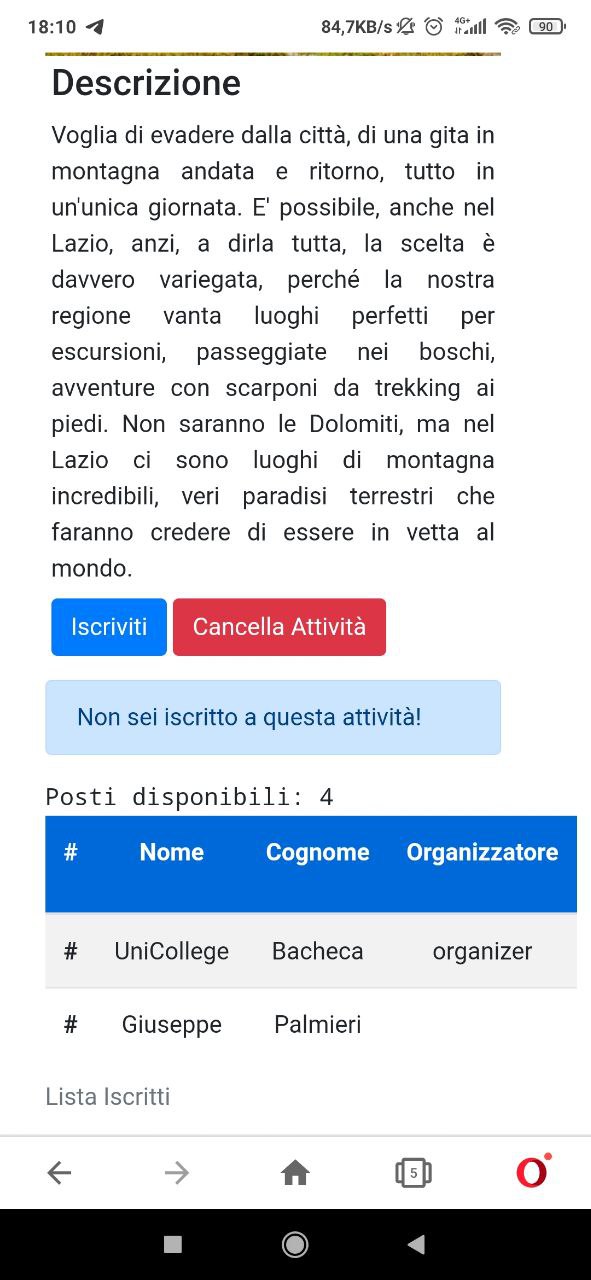 18:10 84,7KB/s 4G+ 90
Descrizione
Voglia di evadere dalla città, di una gita in
montagna andata e ritorno, tutto in
un'unica giornata. E' possibile, anche nel
Lazio, anzi, a dirla tutta, la scelta è
davvero variegata, perché la nostra
regione vanta luoghi perfetti per
escursioni, passeggiate nei boschi,
avventure con scarponi da trekking ai
piedi. Non saranno le Dolomiti, ma nel
Lazio ci sono luoghi di montagna
incredibili, veri paradisi terrestri che
faranno credere di essere in vetta al
mondo.
Iscriviti Cancella Attività
Non sei iscritto a questa attività!
Posti disponibili: 4
# Nome Cognome Organizzatore
# UniCollege Bacheca organizer
# Giuseppe Palmieri
Lista Iscritti
5